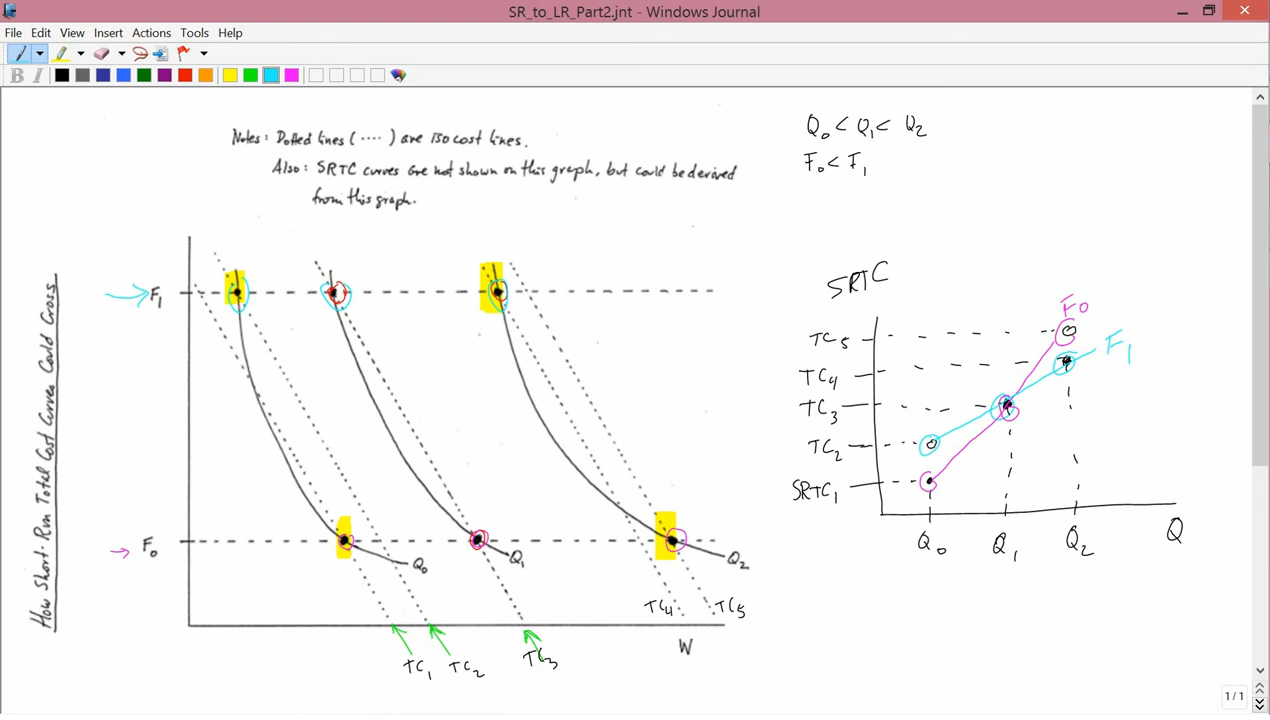 SR_to_LR_Part2.jnt - Windows Journal
File Edit View Insert Actions Tools Help
B I
Notes: Dotted lines (····) are isocost lines.
Also: SRTC curves are not shown on this graph, but could be derived
from this graph.
Q₀ < Q₁ < Q₂
F₀ < F₁
How Short-Run Total Cost Curves Could Cross
F₁
F₀
Q₀
Q₁
Q₂
TC₄ TC₅
W
TC₁ TC₂ TC₃
SRTC
F₀
TC₅
F₁
TC₄
TC₃
TC₂
SRTC₁
Q₀ Q₁ Q₂ Q
1 / 1